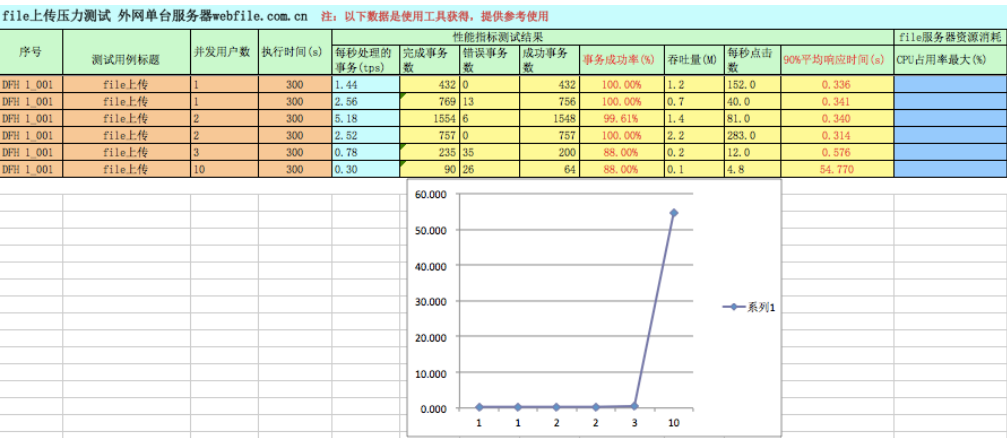 file上传压力测试 外网单台服务器webfile.com.cn 注：以下数据是使用工具获得，提供参考使用
性能指标测试结果 file服务器资源消耗
序号 测试用例标题 并发用户数 执行时间(s) 每秒处理的事务(tps) 完成事务数 错误事务数 成功事务数 事务成功率(%) 吞吐量(M) 每秒点击数 90%平均响应时间(s) CPU占用率最大(%)
DFH 1_001 file上传 1 300 1.44 432 0 432 100.00% 1.2 152.0 0.336
DFH 1_001 file上传 1 300 2.56 769 13 756 100.00% 0.7 40.0 0.341
DFH 1_001 file上传 2 300 5.18 1554 6 1548 99.61% 1.4 81.0 0.340
DFH 1_001 file上传 2 300 2.52 757 0 757 100.00% 2.2 283.0 0.314
DFH 1_001 file上传 3 300 0.78 235 35 200 88.00% 0.2 12.0 0.576
DFH 1_001 file上传 10 300 0.30 90 26 64 88.00% 0.1 4.8 54.770
60.000
50.000
40.000
30.000
20.000
10.000
0.000
1 1 2 2 3 10
系列1